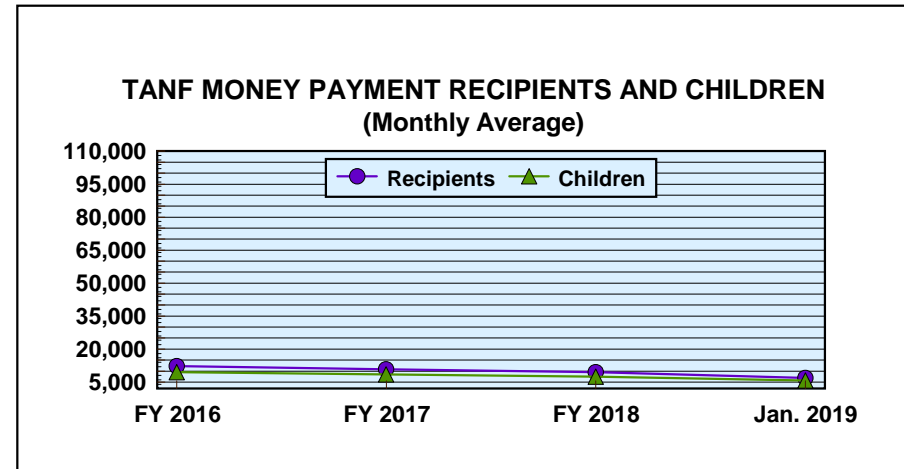 TANF MONEY PAYMENT RECIPIENTS AND CHILDREN
(Monthly Average)
Recipients Children
110,000
95,000
80,000
65,000
50,000
35,000
20,000
5,000
FY 2016 FY 2017 FY 2018 Jan. 2019